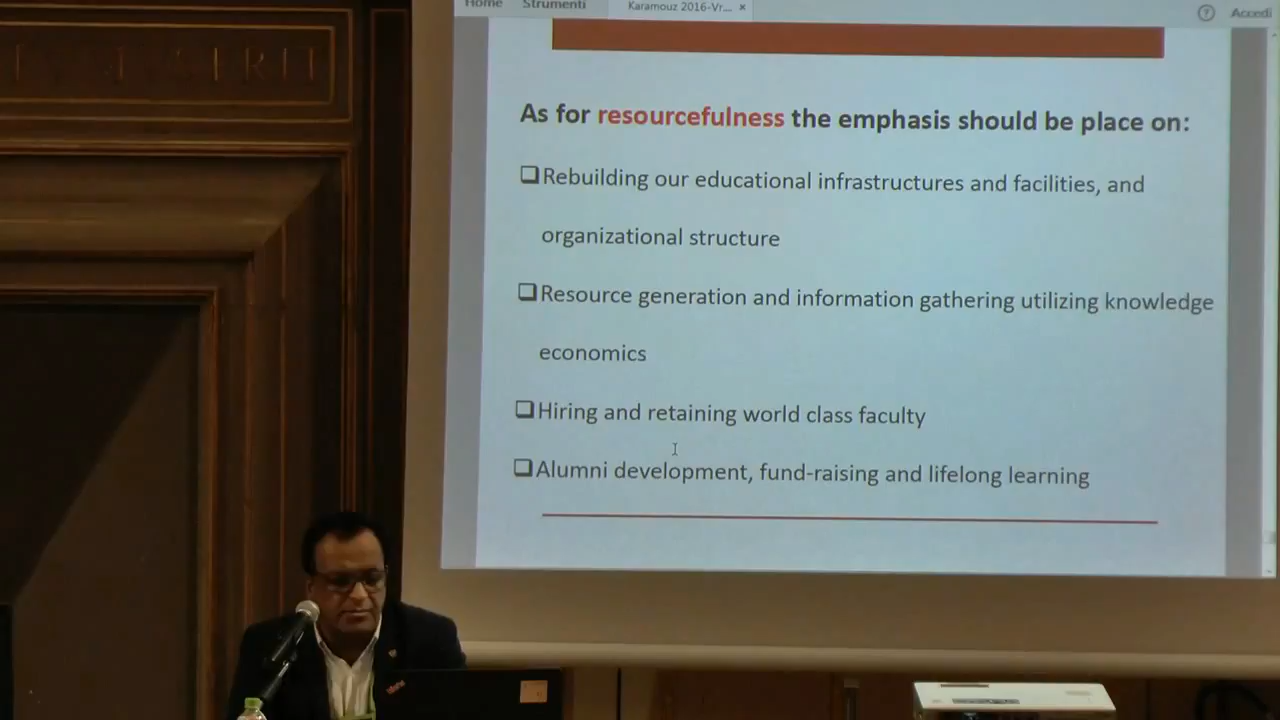 Home Strumenti Karamouz 2016-Vr... × ? Accedi
As for resourcefulness the emphasis should be place on:
Rebuilding our educational infrastructures and facilities, and
organizational structure
Resource generation and information gathering utilizing knowledge
economics
Hiring and retaining world class faculty
Alumni development, fund-raising and lifelong learning